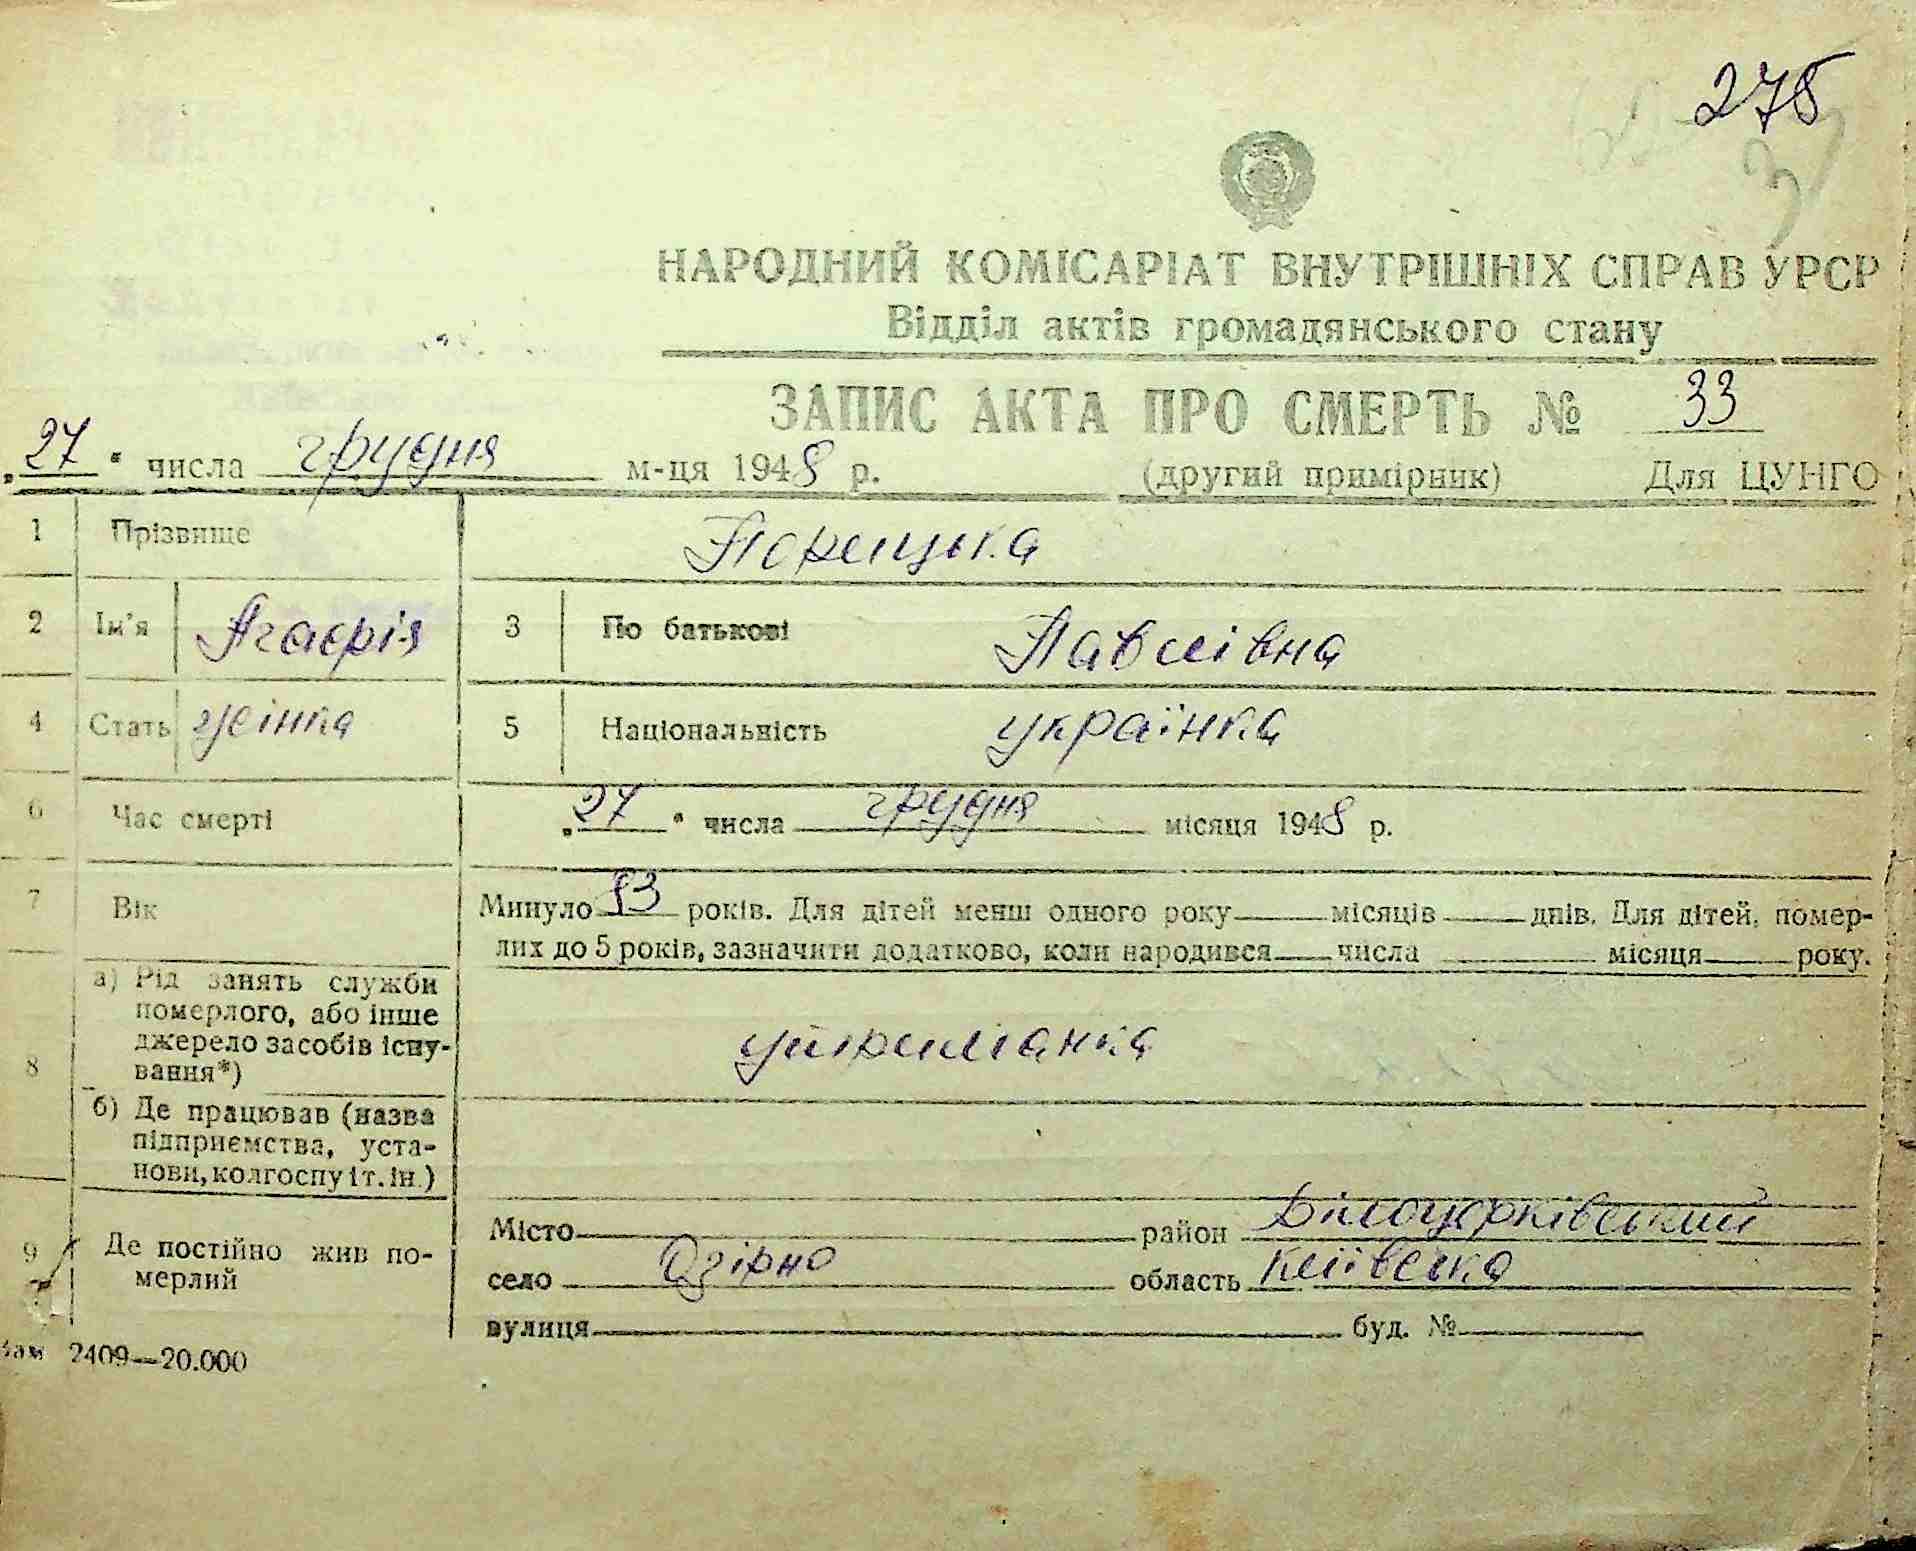 278
НАРОДНИЙ КОМІСАРІАТ ВНУТРІШНІХ СПРАВ УРСР
Відділ актів громадянського стану
ЗАПИС АКТА ПРО СМЕРТЬ № 33
„27“ числа грудня м-ця 1948 р. (другий примірник) Для ЦУНГО
1 Прізвище Порицька
2 Ім'я 3 По батькові Павлівна
4 Стать жінка 5 Національність українка
6 Час смерті „27“ числа грудня місяця 1948 р.
7 Вік Минуло 83 років. Для дітей менш одного року місяців днів. Для дітей, помер-
лих до 5 років, зазначити додатково, коли народився числа місяця року.
8 а) Рід занять служби
померлого, або інше
джерело засобів існу-
вання*)
утриманка
б) Де працював (назва
підприємства, уста-
нови, колгоспу і т. ін.)
9 Де постійно жив по-
мерлий
Місто район Білоцерківський
село Озірно область київська
вулиця буд. №
Зам 2409—20.000